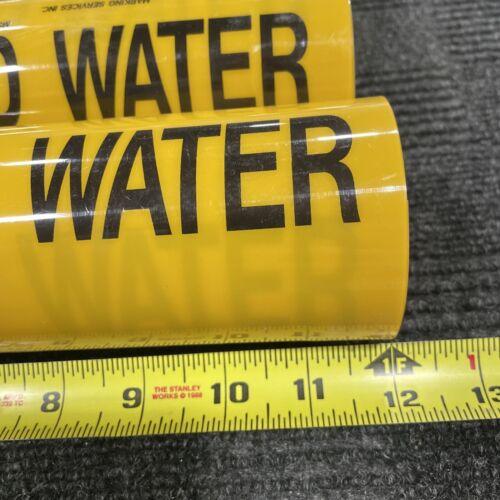 MARKING SERVICES INC
D WATER
WATER
8 9 THE STANLEY 10 11 1F 1
WORKS © 1988 12 13